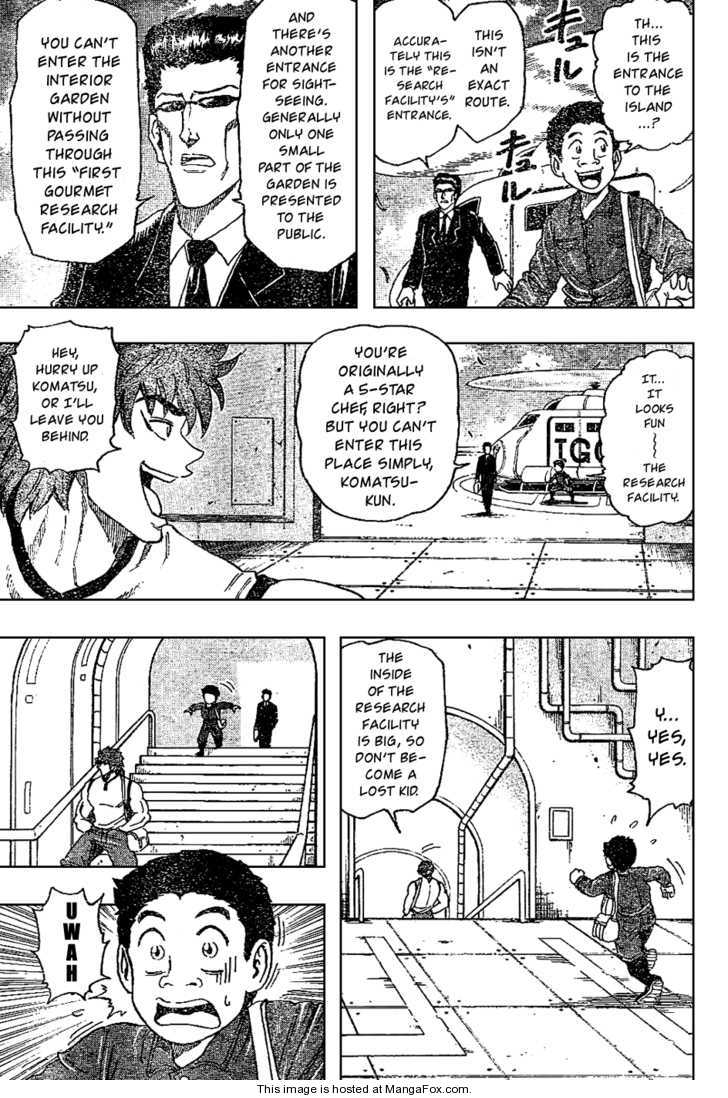 TH...
THIS
IS THE
ENTRANCE
TO THE
ISLAND
...?
キュルル
キュル
THIS
ISN'T
AN
EXACT
ROUTE.
ACCURA-
TELY THIS
IS THE "RE-
SEARCH
FACILITY'S"
ENTRANCE.
AND
THERE'S
ANOTHER
ENTRANCE
FOR SIGHT-
SEEING.
GENERALLY
ONLY ONE
SMALL
PART OF THE
GARDEN IS
PRESENTED
TO THE
PUBLIC.
YOU CAN'T
ENTER THE
INTERIOR
GARDEN
WITHOUT
PASSING
THROUGH
THIS "FIRST
GOURMET
RESEARCH
FACILITY."
IT...
IT
LOOKS
FUN
~
~
THE
RESEARCH
FACILITY.
IGO
YOU'RE
ORIGINALLY
A 5-STAR
CHEF, RIGHT?
BUT YOU CAN'T
ENTER THIS
PLACE SIMPLY,
KOMATSU-
KUN.
HEY,
HURRY UP
KOMATSU,
OR I'LL
LEAVE YOU
BEHIND.
Y...
YES,
YES.
THE
INSIDE
OF THE
RESEARCH
FACILITY
IS BIG, SO
DON'T BE-
COME A
LOST KID.
UWAH
This image is hosted at MangaFox.com.